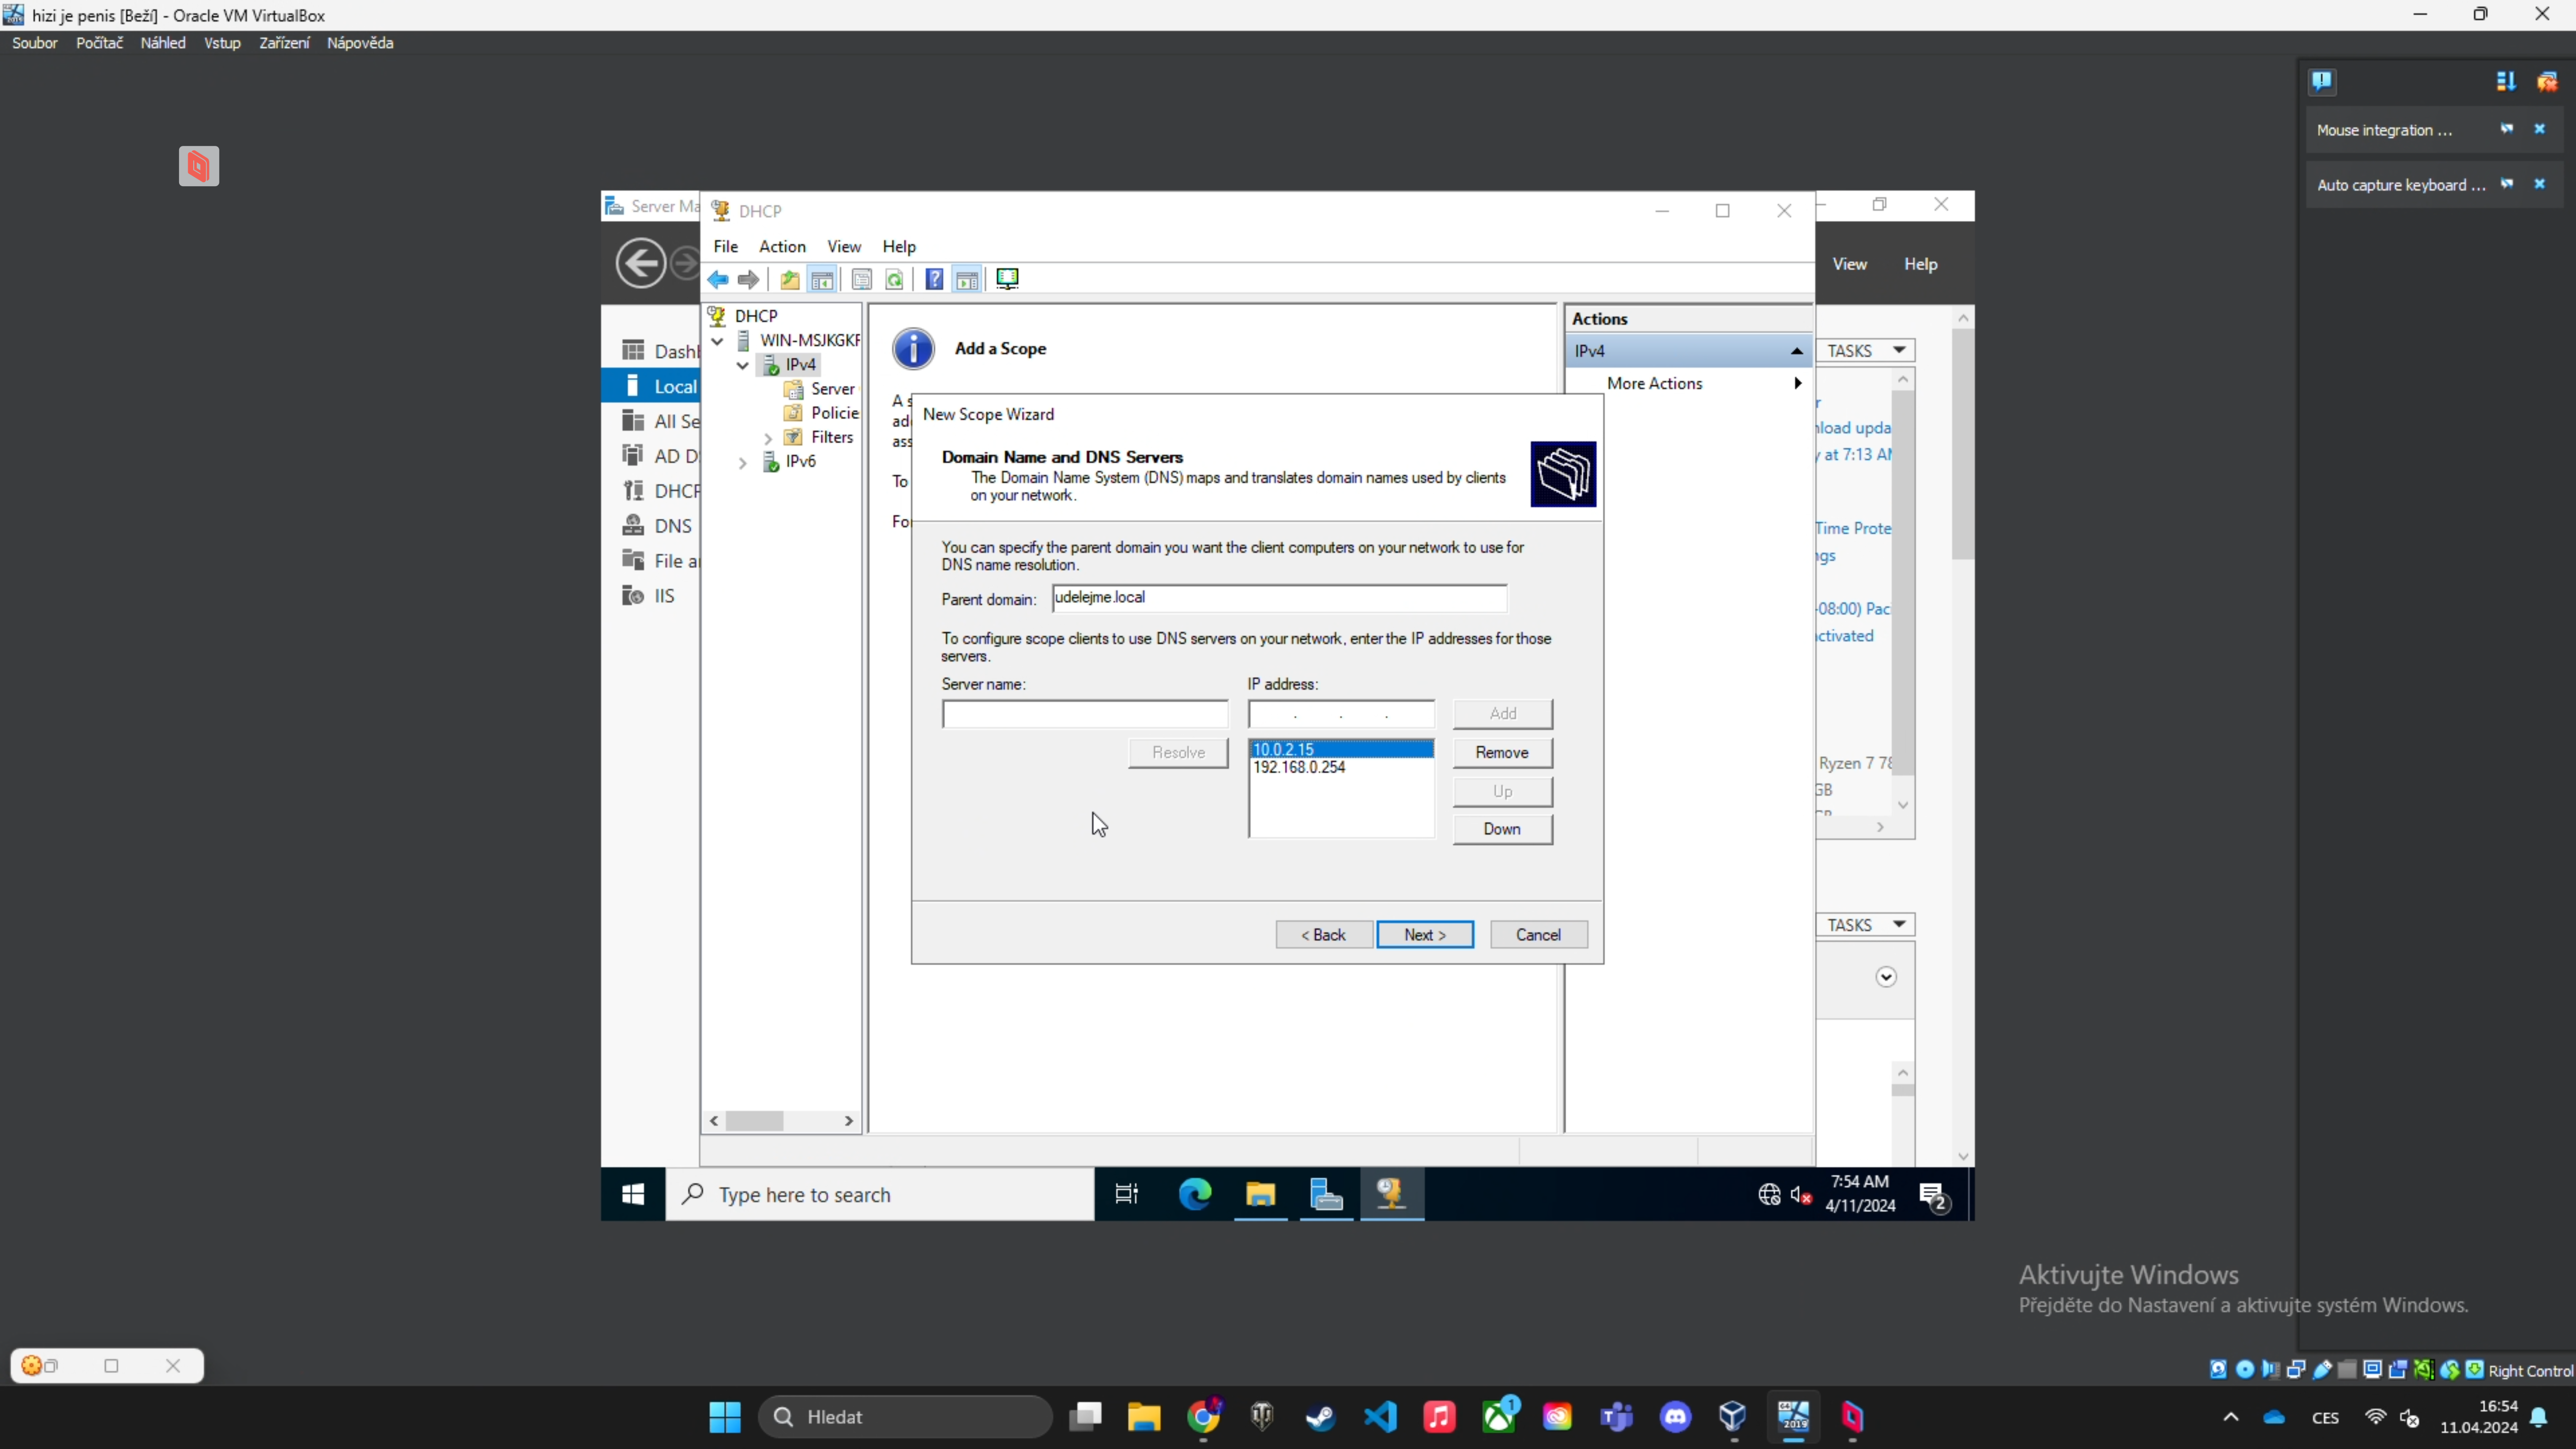 hizi je penis [Beží] - Oracle VM VirtualBox
Soubor Počítač Náhled Vstup Zařízení Nápověda
Mouse integration ...
Auto capture keyboard ...
Server Ma
DHCP
File Action View Help
View Help
DHCP
WIN-MSJKGKF
IPv4
Server
Policie
Filters
IPv6
Dashb
Local
All Se
AD D
DHCP
DNS
File a
IIS
Add a Scope
A s
ad
ass
To
Fo
Actions
IPv4
More Actions
TASKS
nload upda
y at 7:13 AM
Time Prote
ngs
-08:00) Paci
activated
Ryzen 7 78
GB
New Scope Wizard
Domain Name and DNS Servers
The Domain Name System (DNS) maps and translates domain names used by clients
on your network.
You can specify the parent domain you want the client computers on your network to use for
DNS name resolution.
Parent domain: udelejme.local
To configure scope clients to use DNS servers on your network, enter the IP addresses for those
servers.
Server name: IP address:
. . . Add
Resolve 10.0.2.15 Remove
192.168.0.254
Up
Down
< Back Next > Cancel
TASKS
Type here to search
7:54 AM
4/11/2024
2
Aktivujte Windows
Přejděte do Nastavení a aktivujte systém Windows.
Right Control
Hledat
1
CES
16:54
11.04.2024